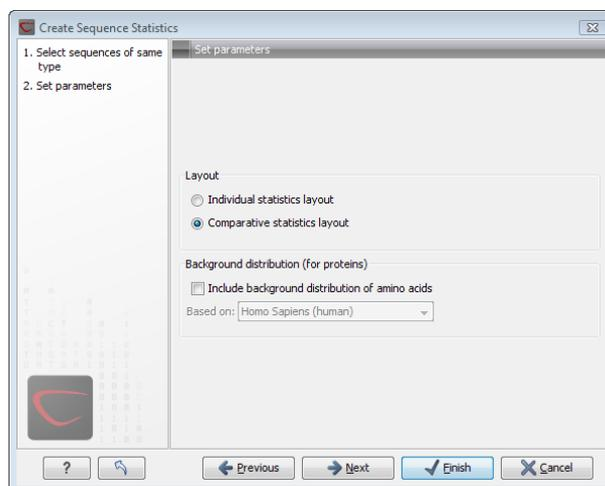 Create Sequence Statistics
1. Select sequences of same
type
2. Set parameters
Set parameters
Layout
Individual statistics layout
Comparative statistics layout
Background distribution (for proteins)
Include background distribution of amino acids
Based on: Homo Sapiens (human)
? Previous Next Finish Cancel